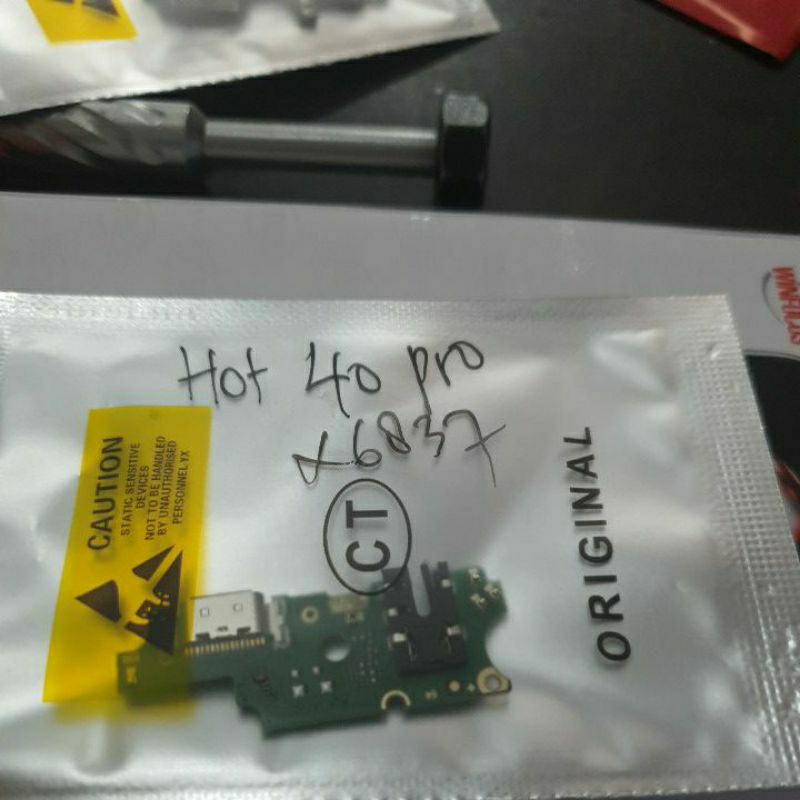 Hot 40 pro
X6837
CAUTION
STATIC SENSITIVE
DEVICES
NOT TO BE HANDLED
BY UNAUTHORISED
PERSONNEL YX
CT
ORIGINAL